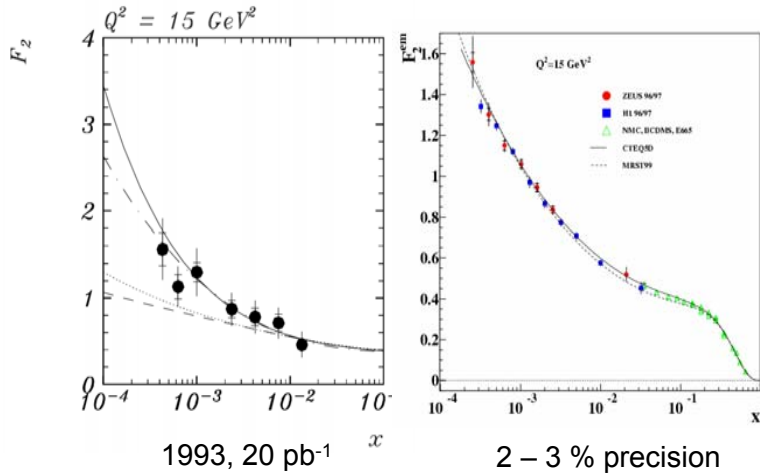 Q² = 15 GeV²
F₂
4
3
2
1
0
10⁻⁴
10⁻³
10⁻²
x
1993, 20 pb⁻¹
F₂ᵉᵐ
Q²=15 GeV²
ZEUS 96/97
H1 96/97
NMC, BCDMS, E665
CTEQ5D
MRST99
1.6
1.4
1.2
1
0.8
0.6
0.4
0.2
0
10⁻⁴
10⁻³
10⁻²
10⁻¹
1
X
2 – 3 % precision